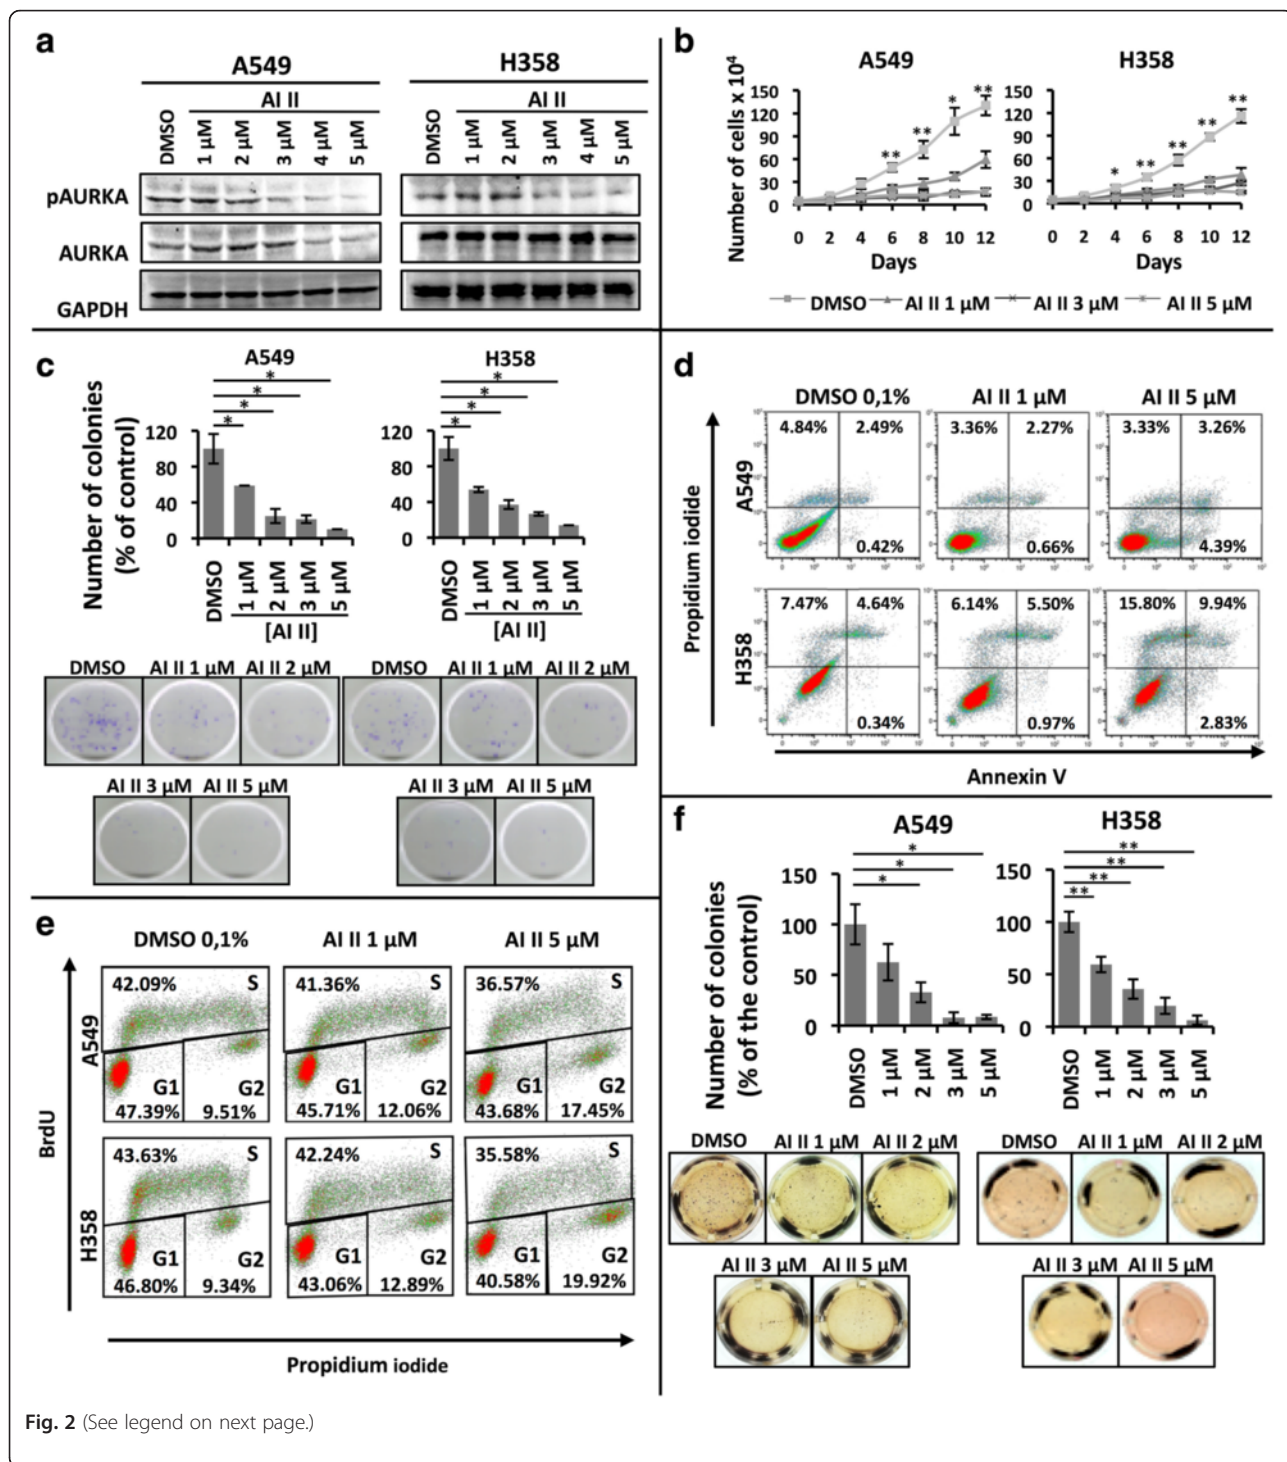 a
A549
H358
AI II
AI II
DMSO
1 μM
2 μM
3 μM
4 μM
5 μM
DMSO
1 μM
2 μM
3 μM
4 μM
5 μM
pAURKA
AURKA
GAPDH
b
A549
H358
Number of cells x 10⁴
150
120
90
60
30
0
** * ** **
0 2 4 6 8 10 12
Days
150
120
90
60
30
0
* ** ** ** **
0 2 4 6 8 10 12
Days
DMSO AI II 1 μM AI II 3 μM AI II 5 μM
c
A549
H358
Number of colonies
(% of control)
*
*
*
*
120
80
40
0
DMSO
1 μM
2 μM
3 μM
5 μM
[AI II]
*
*
*
*
120
80
40
0
DMSO
1 μM
2 μM
3 μM
5 μM
[AI II]
DMSO AI II 1 μM AI II 2 μM DMSO AI II 1 μM AI II 2 μM
AI II 3 μM AI II 5 μM AI II 3 μM AI II 5 μM
d
DMSO 0,1% AI II 1 μM AI II 5 μM
Propidium iodide
A549
4.84% 2.49% 3.36% 2.27% 3.33% 3.26%
0.42% 0.66% 4.39%
H358
7.47% 4.64% 6.14% 5.50% 15.80% 9.94%
0.34% 0.97% 2.83%
Annexin V
e
DMSO 0,1% AI II 1 μM AI II 5 μM
BrdU
A549
42.09% S 41.36% S 36.57% S
G1 G2 G1 G2 G1 G2
47.39% 9.51% 45.71% 12.06% 43.68% 17.45%
H358
43.63% S 42.24% S 35.58% S
G1 G2 G1 G2 G1 G2
46.80% 9.34% 43.06% 12.89% 40.58% 19.92%
Propidium iodide
f
A549
H358
Number of colonies
(% of the control)
*
*
*
150
100
50
0
DMSO
1 μM
2 μM
3 μM
5 μM
**
**
**
**
150
100
50
0
DMSO
1 μM
2 μM
3 μM
5 μM
DMSO AI II 1 μM AI II 2 μM DMSO AI II 1 μM AI II 2 μM
AI II 3 μM AI II 5 μM AI II 3 μM AI II 5 μM
Fig. 2 (See legend on next page.)